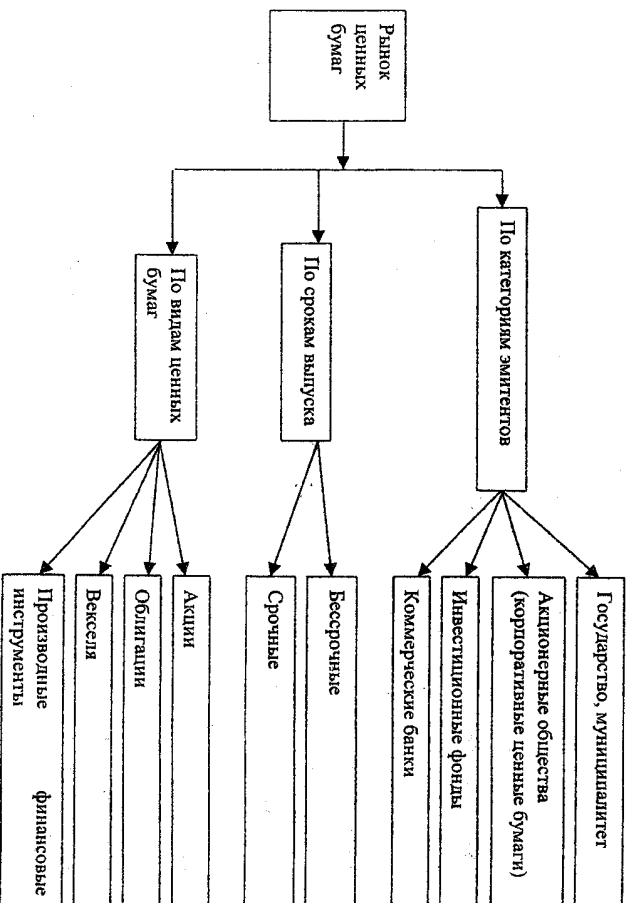 Рынок
ценных
бумаг
По категориям эмитентов
Государство, муниципалитет
Акционерные общества
(корпоративные ценные бумаги)
Инвестиционные фонды
Коммерческие банки
По срокам выпуска
Бессрочные
Срочные
По видам ценных
бумаг
Акции
Облигации
Векселя
Производные финансовые
инструменты